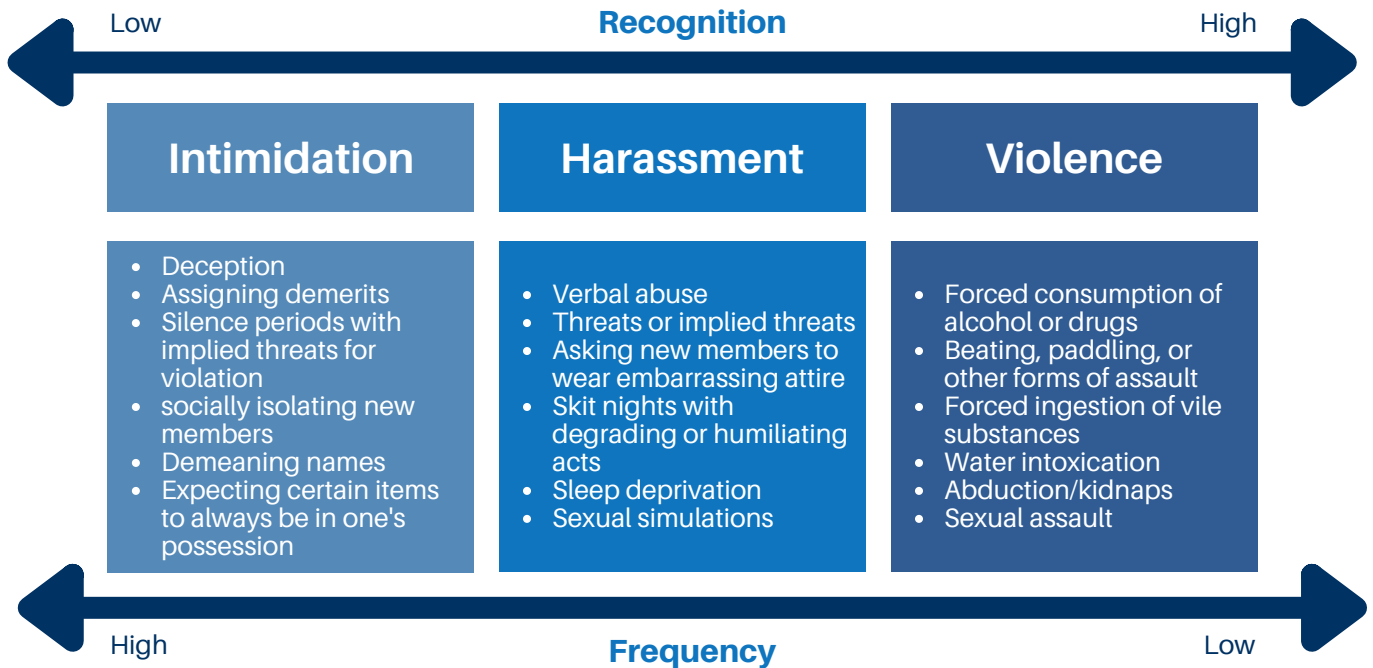 Low Recognition High
Intimidation Harassment Violence
• Deception
• Assigning demerits
• Silence periods with
implied threats for
violation
• socially isolating new
members
• Demeaning names
• Expecting certain items
to always be in one's
possession
• Verbal abuse
• Threats or implied threats
• Asking new members to
wear embarrassing attire
• Skit nights with
degrading or humiliating
acts
• Sleep deprivation
• Sexual simulations
• Forced consumption of
alcohol or drugs
• Beating, paddling, or
other forms of assault
• Forced ingestion of vile
substances
• Water intoxication
• Abduction/kidnaps
• Sexual assault
High Frequency Low